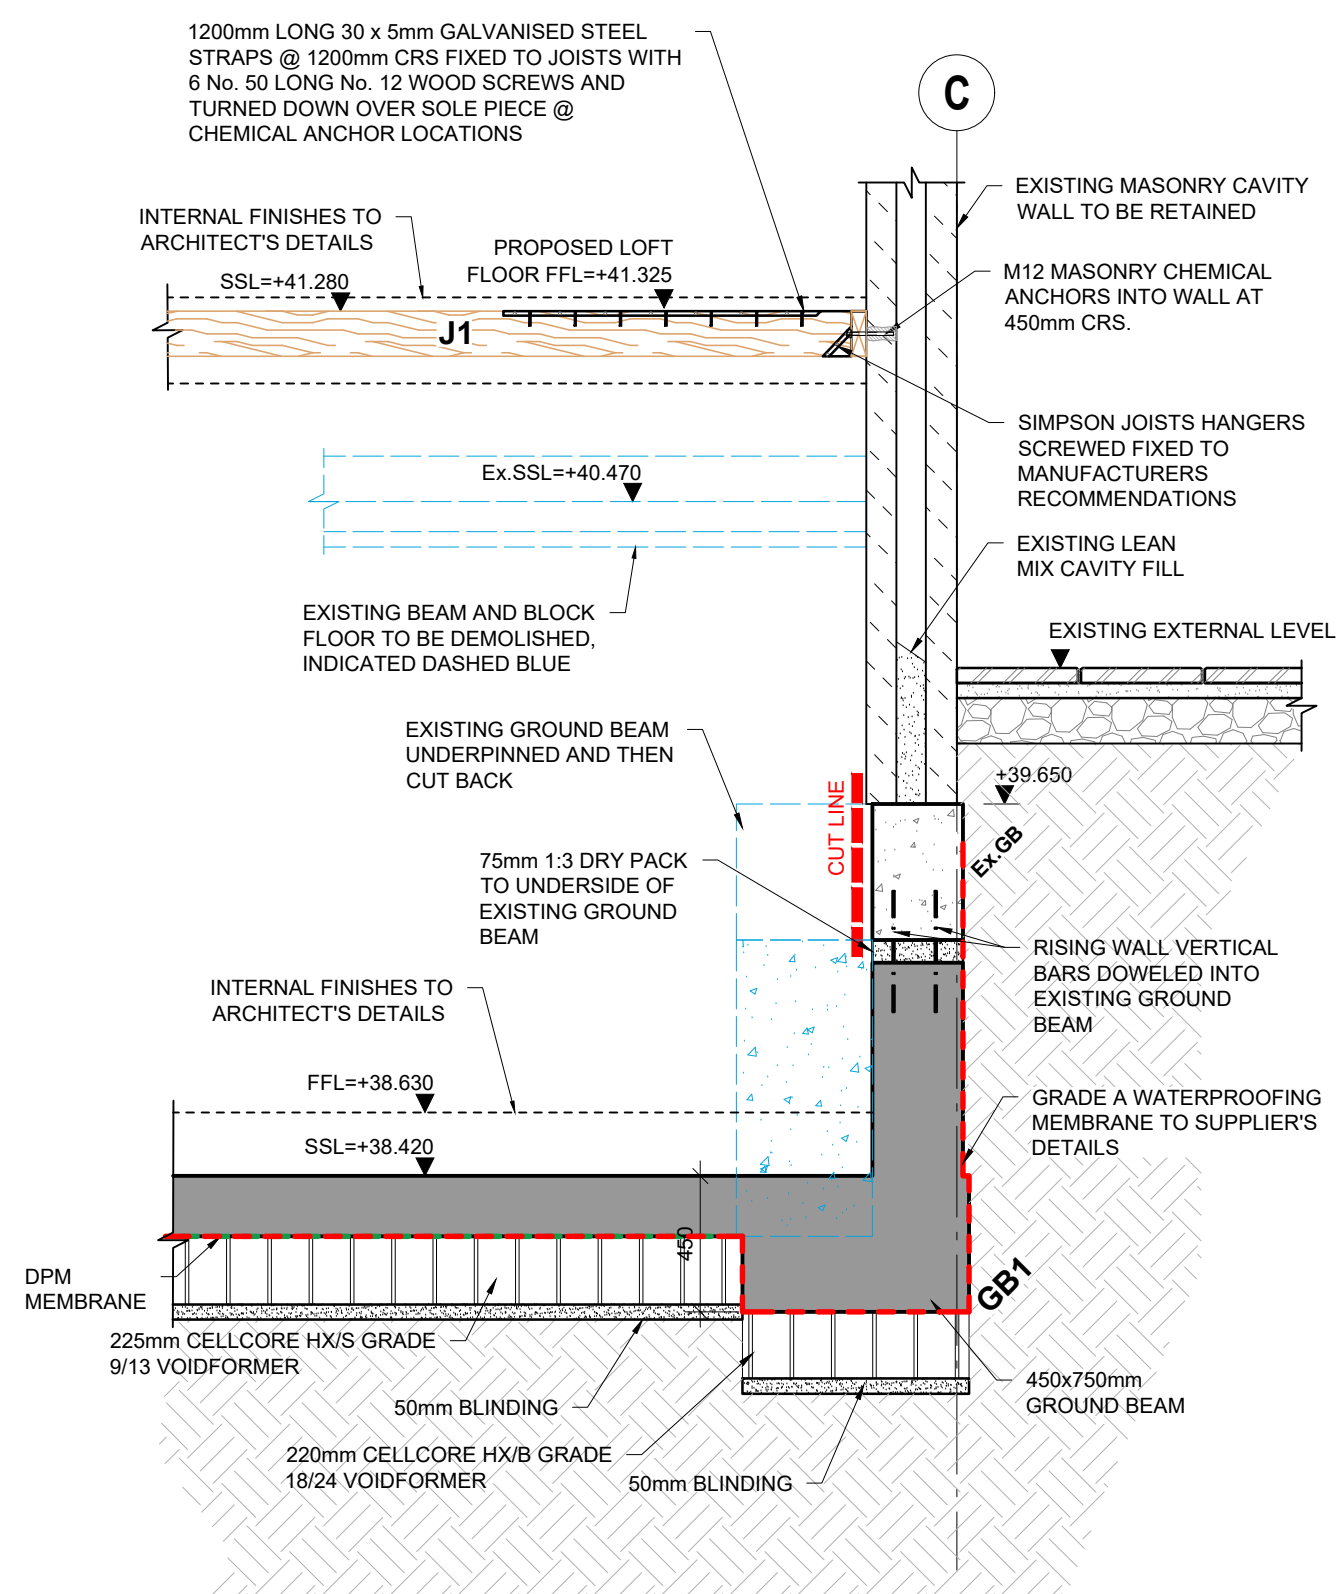 1200mm LONG 30 x 5mm GALVANISED STEEL
STRAPS @ 1200mm CRS FIXED TO JOISTS WITH
6 No. 50 LONG No. 12 WOOD SCREWS AND
TURNED DOWN OVER SOLE PIECE @
CHEMICAL ANCHOR LOCATIONS
C
EXISTING MASONRY CAVITY
WALL TO BE RETAINED
INTERNAL FINISHES TO
ARCHITECT'S DETAILS
PROPOSED LOFT
FLOOR FFL=+41.325
SSL=+41.280
M12 MASONRY CHEMICAL
ANCHORS INTO WALL AT
450mm CRS.
J1
SIMPSON JOISTS HANGERS
SCREWED FIXED TO
MANUFACTURERS
RECOMMENDATIONS
Ex.SSL=+40.470
EXISTING LEAN
MIX CAVITY FILL
EXISTING BEAM AND BLOCK
FLOOR TO BE DEMOLISHED,
INDICATED DASHED BLUE
EXISTING EXTERNAL LEVEL
EXISTING GROUND BEAM
UNDERPINNED AND THEN
CUT BACK
+39.650
CUT LINE
Ex.GB
75mm 1:3 DRY PACK
TO UNDERSIDE OF
EXISTING GROUND
BEAM
RISING WALL VERTICAL
BARS DOWELED INTO
EXISTING GROUND
BEAM
INTERNAL FINISHES TO
ARCHITECT'S DETAILS
FFL=+38.630
SSL=+38.420
GRADE A WATERPROOFING
MEMBRANE TO SUPPLIER'S
DETAILS
450
GB1
DPM
MEMBRANE
225mm CELLCORE HX/S GRADE
9/13 VOIDFORMER
50mm BLINDING
450x750mm
GROUND BEAM
220mm CELLCORE HX/B GRADE
18/24 VOIDFORMER
50mm BLINDING